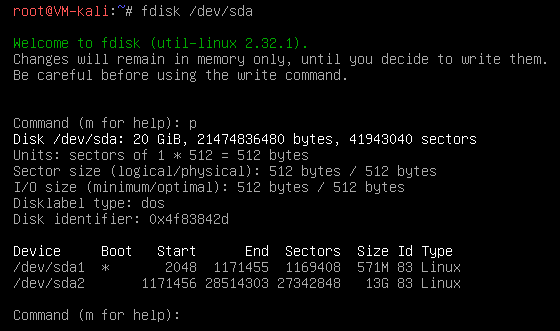 root@VM-kali:~# fdisk /dev/sda
Welcome to fdisk (util-linux 2.32.1).
Changes will remain in memory only, until you decide to write them.
Be careful before using the write command.
Command (m for help): p
Disk /dev/sda: 20 GiB, 21474836480 bytes, 41943040 sectors
Units: sectors of 1 * 512 = 512 bytes
Sector size (logical/physical): 512 bytes / 512 bytes
I/O size (minimum/optimal): 512 bytes / 512 bytes
Disklabel type: dos
Disk identifier: 0x4f83842d
Device     Boot   Start      End  Sectors  Size Id Type
/dev/sda1  *       2048  1171455  1169408  571M 83 Linux
/dev/sda2       1171456 28514303 27342848   13G 83 Linux
Command (m for help):